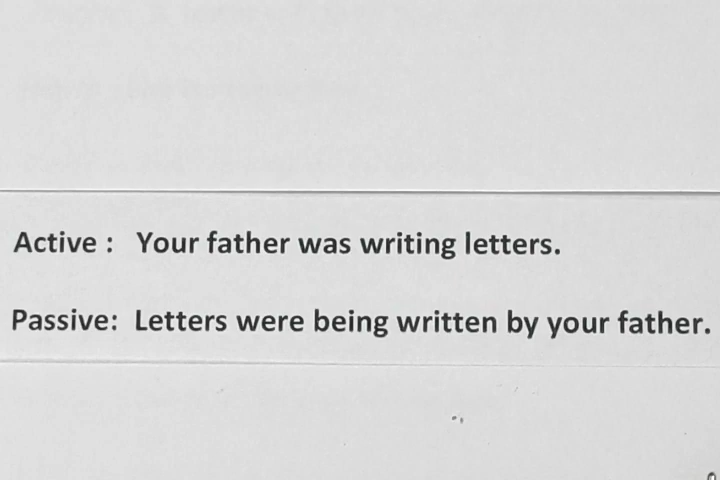 Active : Your father was writing letters.
Passive: Letters were being written by your father.